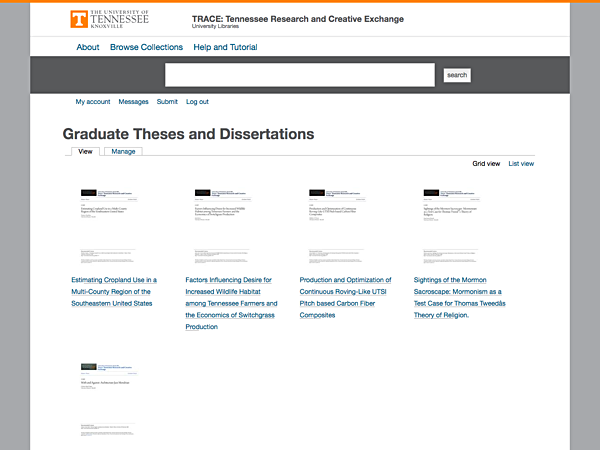 THE UNIVERSITY OF
TENNESSEE
KNOXVILLE
TRACE: Tennessee Research and Creative Exchange
University Libraries
About Browse Collections Help and Tutorial
search
My account Messages Submit Log out
Graduate Theses and Dissertations
View Manage
Grid view List view
Estimating Cropland Use in a
Multi-County Region of the
Southeastern United States
Factors Influencing Desire for
Increased Wildlife Habitat
among Tennessee Farmers and
the Economics of Switchgrass
Production
Production and Optimization of
Continuous Roving-Like UTSI
Pitch based Carbon Fiber
Composites
Sightings of the Mormon
Sacroscape: Mormonism as a
Test Case for Thomas Tweedâs
Theory of Religion.